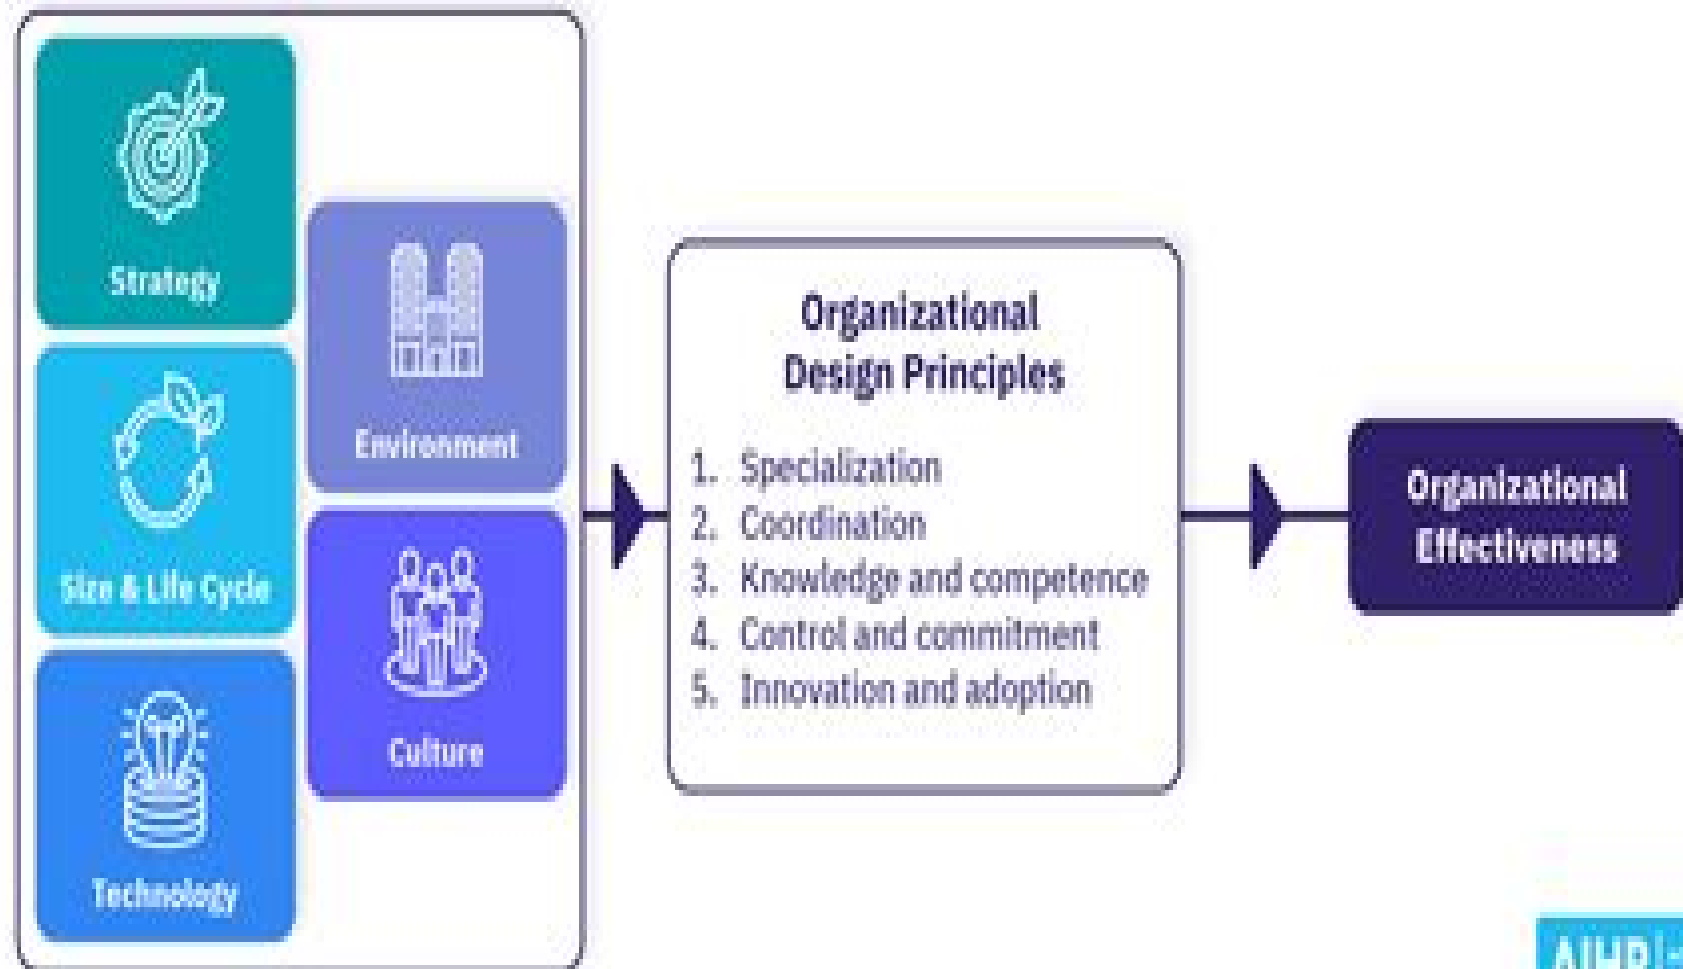 Strategy
Size & Life Cycle
Technology
Environment
Culture
Organizational
Design Principles
1. Specialization
2. Coordination
3. Knowledge and competence
4. Control and commitment
5. Innovation and adoption
Organizational
Effectiveness
AIHR